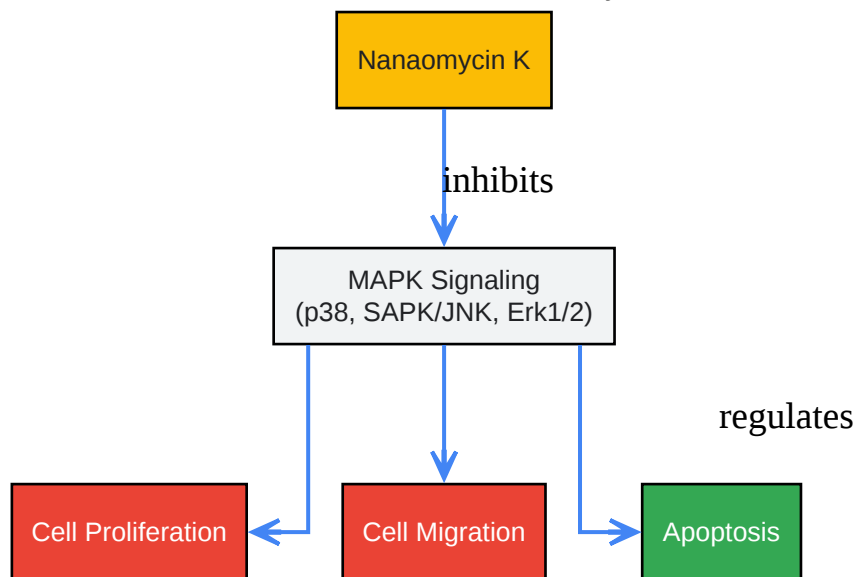 Nanaomycin K
inhibits
MAPK Signaling
(p38, SAPK/JNK, Erk1/2)
regulates
Cell Proliferation
Cell Migration
Apoptosis